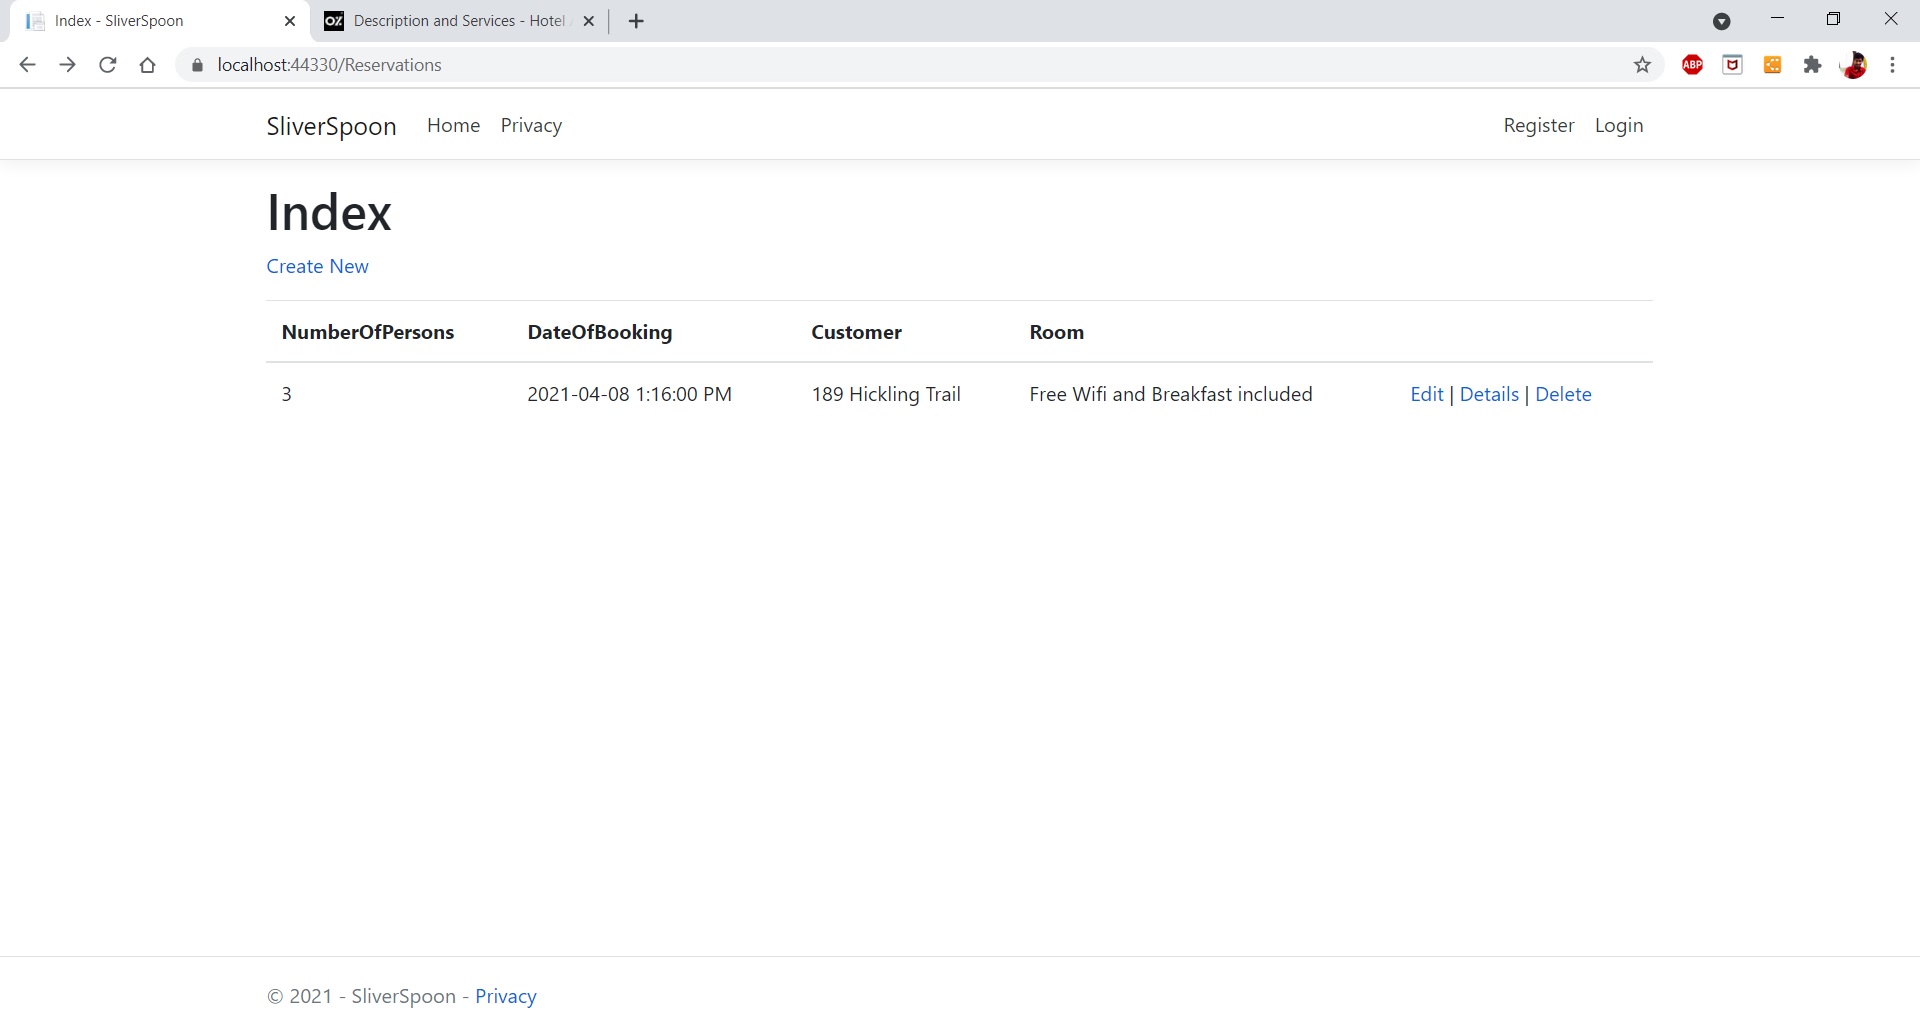 Index - SliverSpoon
Description and Services - Hotel
localhost:44330/Reservations
ABP
SliverSpoon Home Privacy Register Login
Index
Create New
NumberOfPersons DateOfBooking Customer Room
3 2021-04-08 1:16:00 PM 189 Hickling Trail Free Wifi and Breakfast included Edit | Details | Delete
© 2021 - SliverSpoon - Privacy